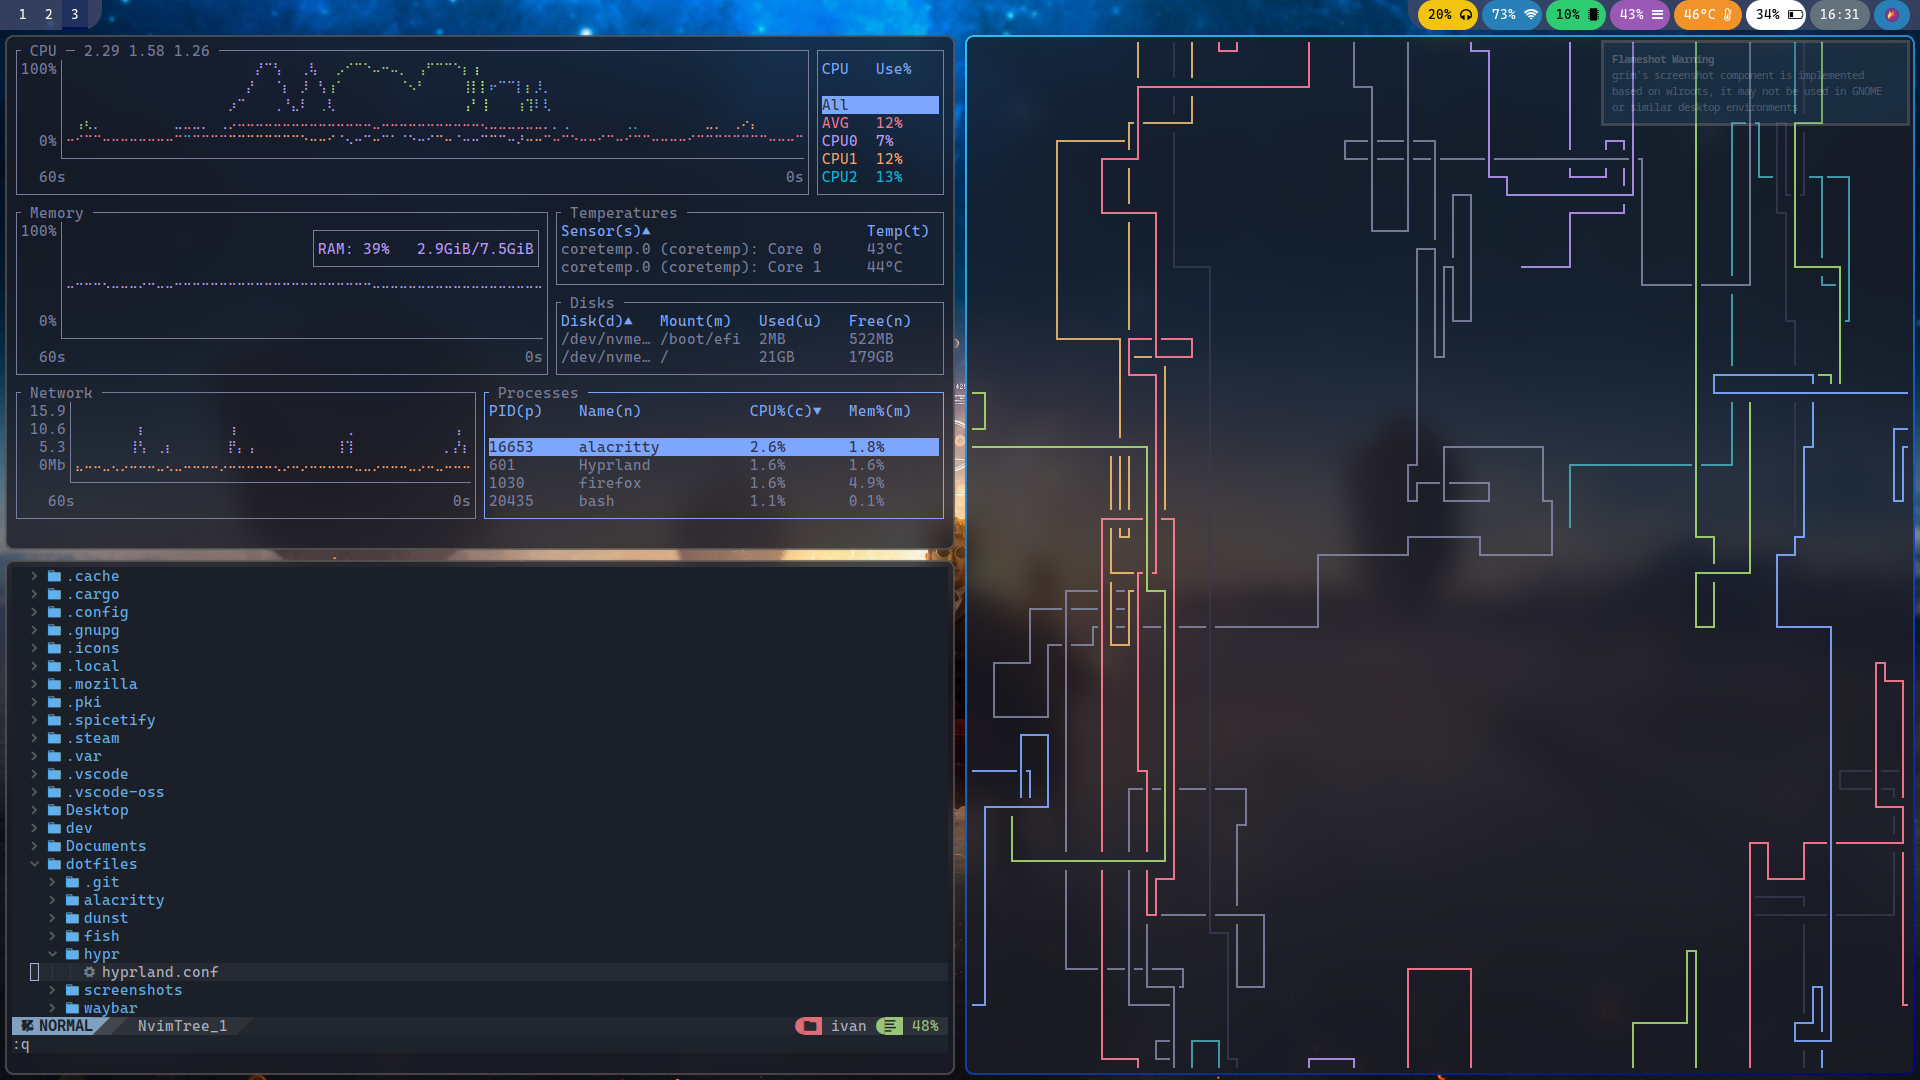 1 2 3
20% 73% 10% 43% 46°C 34% 16:31
CPU — 2.29 1.58 1.26
100%
0%
60s 0s
CPU Use%
All
AVG 12%
CPU0 7%
CPU1 12%
CPU2 13%
Memory
100%
RAM: 39% 2.9GiB/7.5GiB
0%
60s 0s
Temperatures
Sensor(s)▲ Temp(t)
coretemp.0 (coretemp): Core 0 43°C
coretemp.0 (coretemp): Core 1 44°C
Disks
Disk(d)▲ Mount(m) Used(u) Free(n)
/dev/nvme… /boot/efi 2MB 522MB
/dev/nvme… / 21GB 179GB
Network
15.9
10.6
5.3
0Mb
60s 0s
Processes
PID(p) Name(n) CPU%(c)▼ Mem%(m)
16653 alacritty 2.6% 1.8%
601 Hyprland 1.6% 1.6%
1030 firefox 1.6% 4.9%
20435 bash 1.1% 0.1%
.cache
.cargo
.config
.gnupg
.icons
.local
.mozilla
.pki
.spicetify
.steam
.var
.vscode
.vscode-oss
Desktop
dev
Documents
dotfiles
.git
alacritty
dunst
fish
hypr
hyprland.conf
screenshots
waybar
NORMAL NvimTree_1 ivan 48%
:q
Flameshot Warning
grim's screenshot component is implemented
based on wlroots, it may not be used in GNOME
or similar desktop environments